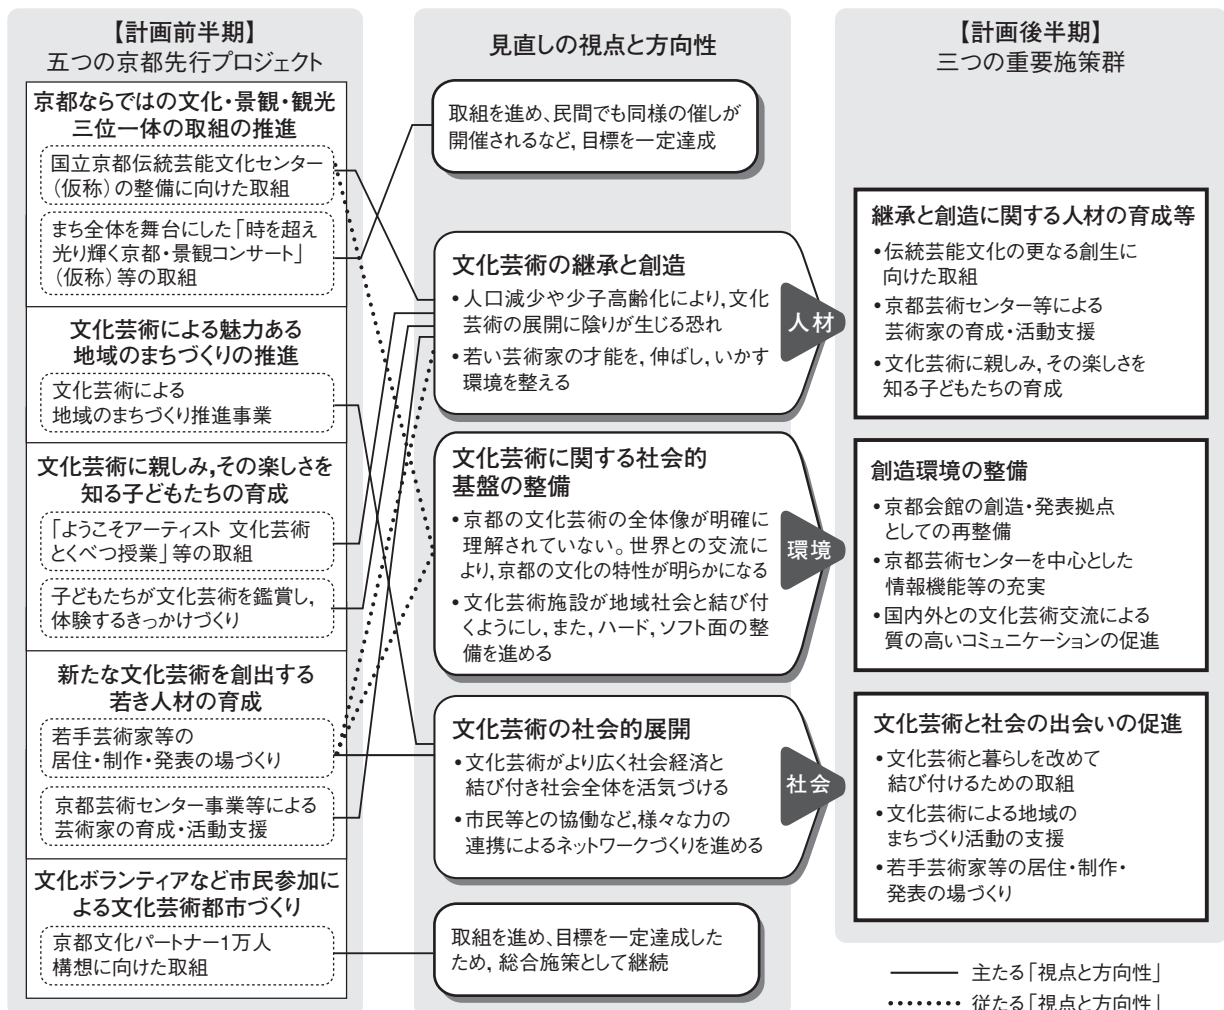 【計画前半期】
五つの京都先行プロジェクト
京都ならではの文化・景観・観光
三位一体の取組の推進
国立京都伝統芸能文化センター
（仮称）の整備に向けた取組
まち全体を舞台にした「時を超え
光り輝く京都・景観コンサート」
（仮称）等の取組
文化芸術による魅力ある
地域のまちづくりの推進
文化芸術による
地域のまちづくり推進事業
文化芸術に親しみ，その楽しさを
知る子どもたちの育成
「ようこそアーティスト 文化芸術
とくべつ授業」等の取組
子どもたちが文化芸術を鑑賞し，
体験するきっかけづくり
新たな文化芸術を創出する
若き人材の育成
若手芸術家等の
居住・制作・発表の場づくり
京都芸術センター事業等による
芸術家の育成・活動支援
文化ボランティアなど市民参加に
よる文化芸術都市づくり
京都文化パートナー1万人
構想に向けた取組
見直しの視点と方向性
取組を進め、民間でも同様の催しが
開催されるなど，目標を一定達成
文化芸術の継承と創造
•人口減少や少子高齢化により，文化
芸術の展開に陰りが生じる恐れ
•若い芸術家の才能を，伸ばし，いかす
環境を整える
人材
文化芸術に関する社会的
基盤の整備
•京都の文化芸術の全体像が明確に
理解されていない。世界との交流に
より，京都の文化の特性が明らかになる
•文化芸術施設が地域社会と結び付
くようにし，また，ハード，ソフト面の整
備を進める
環境
文化芸術の社会的展開
•文化芸術がより広く社会経済と
結び付き社会全体を活気づける
•市民等との協働など，様々な力の
連携によるネットワークづくりを進める
社会
取組を進め、目標を一定達成した
ため，総合施策として継続
【計画後半期】
三つの重要施策群
継承と創造に関する人材の育成等
•伝統芸能文化の更なる創生に
向けた取組
•京都芸術センター等による
芸術家の育成・活動支援
•文化芸術に親しみ，その楽しさを
知る子どもたちの育成
創造環境の整備
•京都会館の創造・発表拠点
としての再整備
•京都芸術センターを中心とした
情報機能等の充実
•国内外との文化芸術交流による
質の高いコミュニケーションの促進
文化芸術と社会の出会いの促進
•文化芸術と暮らしを改めて
結び付けるための取組
•文化芸術による地域の
まちづくり活動の支援
•若手芸術家等の居住・制作・
発表の場づくり
主たる「視点と方向性」
従たる「視点と方向性」